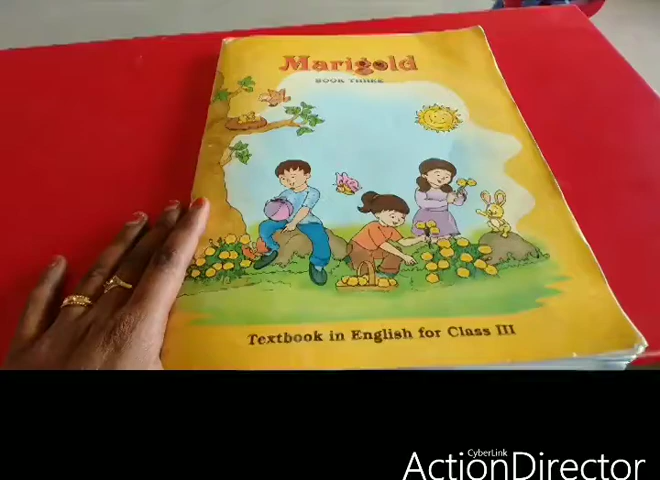 Marigold
BOOK THREE
Textbook in English for Class III
CyberLink
ActionDirector